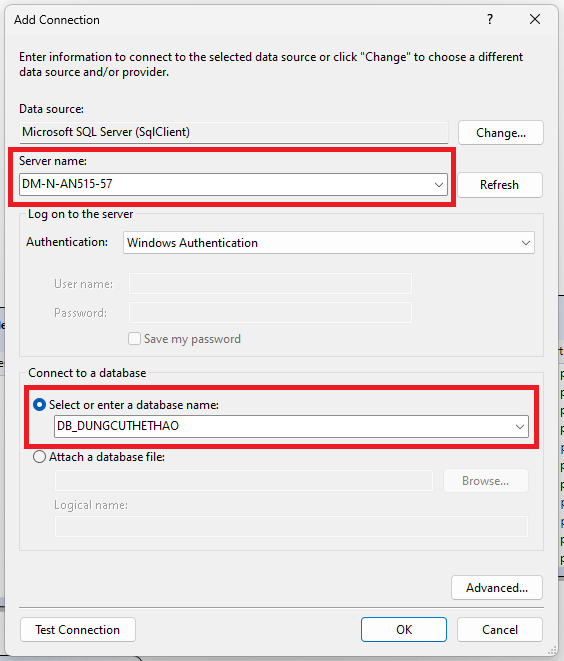 Add Connection
?
Enter information to connect to the selected data source or click "Change" to choose a different
data source and/or provider.
Data source:
Microsoft SQL Server (SqlClient)
Change...
Server name:
DM-N-AN515-57
Refresh
Log on to the server
Authentication:
Windows Authentication
User name:
Password:
Save my password
Connect to a database
Select or enter a database name:
DB_DUNGCUTHETHAO
Attach a database file:
Browse...
Logical name:
Advanced...
Test Connection
OK
Cancel